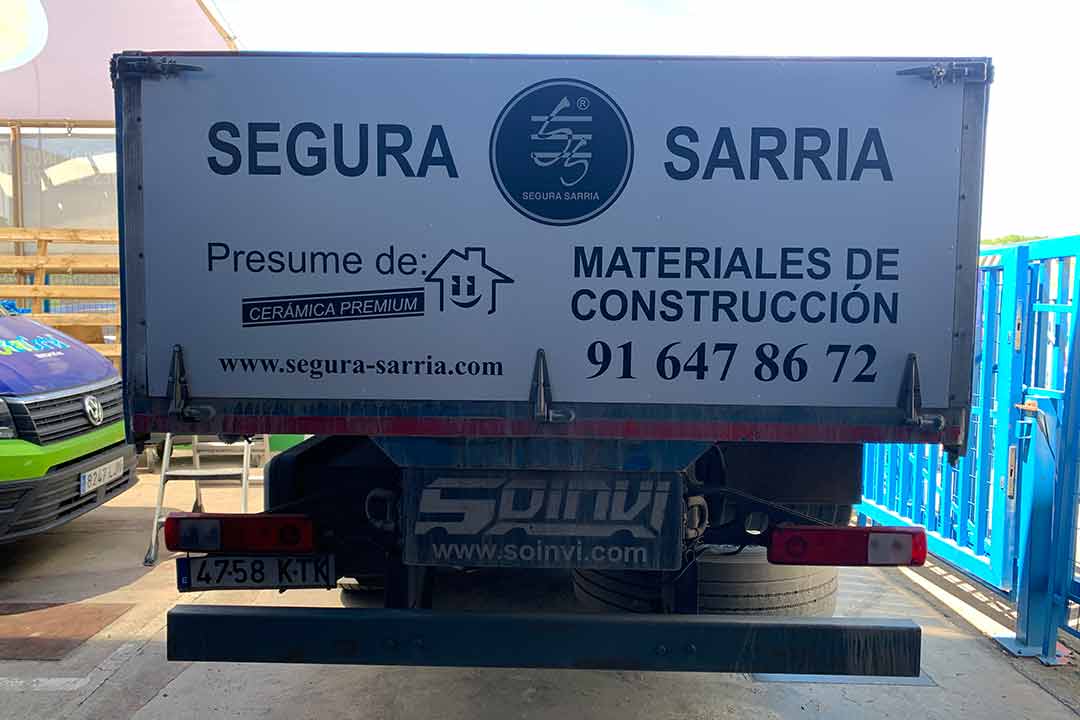 SEGURA SARRIA
®
SEGURA SARRIA
Presume de:
CERÁMICA PREMIUM
MATERIALES DE
CONSTRUCCIÓN
www.segura-sarria.com
91 647 86 72
Soinvi
www.soinvi.com
E 4758 KTK